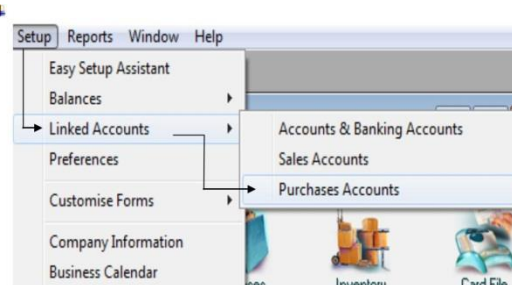 Setup Reports Window Help
Easy Setup Assistant
Balances
Linked Accounts
Accounts & Banking Accounts
Preferences
Sales Accounts
Purchases Accounts
Customise Forms
Company Information
Business Calendar
Inventory
Card File